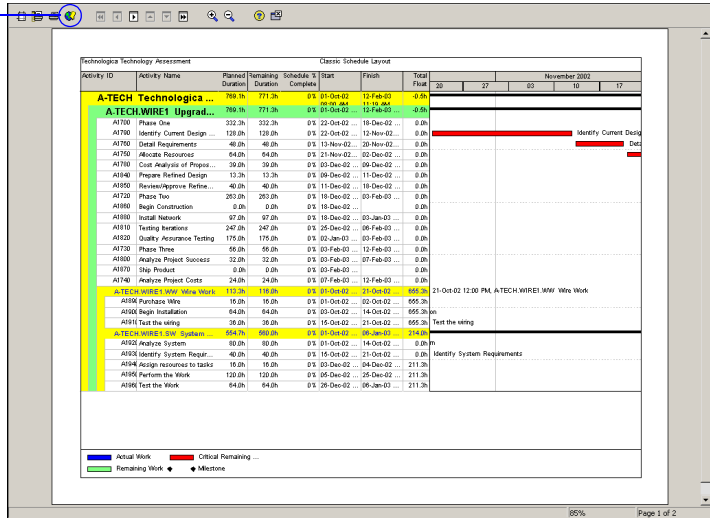 Technologica Technology Assessment Classic Schedule Layout
Activity ID Activity Name Planned Duration Remaining Duration Schedule % Complete Start Finish Total Float November 2002
20 27 03 10 17
A-TECH Technologica ... 769.1h 771.3h 0% 01-Oct-02 08:00 AM 12-Feb-03 11:19 AM -0.5h
A-TECH.WIRE1 Upgrad... 769.1h 771.3h 0% 01-Oct-02 12-Feb-03 -0.5h
A1700 Phase One 332.3h 332.3h 0% 22-Oct-02 ... 18-Dec-02 ... 0.0h
A1790 Identify Current Design ... 128.0h 128.0h 0% 22-Oct-02 ... 12-Nov-02... 0.0h Identify Current Desig
A1760 Detail Requirements 48.0h 48.0h 0% 13-Nov-02... 20-Nov-02... 0.0h Deta
A1750 Allocate Resources 64.0h 64.0h 0% 21-Nov-02... 02-Dec-02 ... 0.0h
A1780 Cost Analysis of Propos... 39.0h 39.0h 0% 03-Dec-02 ... 09-Dec-02 ... 0.0h
A1840 Prepare Refined Design 13.3h 13.3h 0% 09-Dec-02 ... 11-Dec-02 ... 0.0h
A1850 Review/Approve Refine... 40.0h 40.0h 0% 11-Dec-02 ... 18-Dec-02 ... 0.0h
A1720 Phase Two 263.0h 263.0h 0% 18-Dec-02 ... 03-Feb-03 ... 0.0h
A1860 Begin Construction 0.0h 0.0h 0% 18-Dec-02 ... 0.0h
A1880 Install Network 97.0h 97.0h 0% 18-Dec-02 ... 03-Jan-03 ... 0.0h
A1810 Testing Iterations 247.0h 247.0h 0% 25-Dec-02 ... 06-Feb-03 ... 0.0h
A1820 Quality Assurance Testing 175.0h 175.0h 0% 02-Jan-03 ... 03-Feb-03 ... 0.0h
A1730 Phase Three 56.0h 56.0h 0% 03-Feb-03 ... 12-Feb-03 ... 0.0h
A1800 Analyze Project Success 32.0h 32.0h 0% 03-Feb-03 ... 07-Feb-03 ... 0.0h
A1870 Ship Product 0.0h 0.0h 0% 03-Feb-03 ... 0.0h
A1740 Analyze Project Costs 24.0h 24.0h 0% 07-Feb-03 ... 12-Feb-03 ... 0.0h
A-TECH.WIRE1.WW Wire Work 113.3h 116.0h 0% 01-Oct-02 ... 21-Oct-02 ... 655.3h 21-Oct-02 12:00 PM, A-TECH.WIRE1.WW Wire Work
A1890 Purchase Wire 16.0h 16.0h 0% 01-Oct-02 ... 02-Oct-02 ... 655.3h
A1900 Begin Installation 64.0h 64.0h 0% 03-Oct-02 ... 14-Oct-02 ... 655.3h on
A1910 Test the wiring 36.0h 36.0h 0% 15-Oct-02 ... 21-Oct-02 ... 655.3h Test the wiring
A-TECH.WIRE1.SW System ... 554.7h 560.0h 0% 01-Oct-02 ... 06-Jan-03 ... 214.0h
A1920 Analyze System 80.0h 80.0h 0% 01-Oct-02 ... 14-Oct-02 ... 0.0h m
A1930 Identify System Requir... 40.0h 40.0h 0% 15-Oct-02 ... 21-Oct-02 ... 0.0h Identify System Requirements
A1940 Assign resources to tasks 16.0h 16.0h 0% 03-Dec-02 ... 04-Dec-02 ... 211.3h
A1950 Perform the Work 120.0h 120.0h 0% 05-Dec-02 ... 25-Dec-02 ... 211.3h
A1960 Test the Work 64.0h 64.0h 0% 26-Dec-02 ... 06-Jan-03 ... 211.3h
Actual Work Critical Remaining ...
Remaining Work Milestone
85% Page 1 of 2